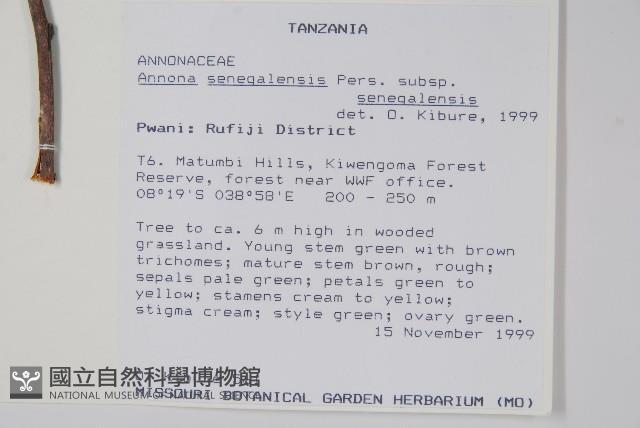 TANZANIA
ANNONACEAE
Annona senegalensis Pers. subsp.
senegalensis
det. O. Kibure, 1999
Pwani: Rufiji District
T6. Matumbi Hills, Kiwengoma Forest
Reserve, forest near WWF office.
08°19'S 038°58'E 200 - 250 m
Tree to ca. 6 m high in wooded
grassland. Young stem green with brown
trichomes; mature stem brown, rough;
sepals pale green; petals green to
yellow; stamens cream to yellow;
stigma cream; style green; ovary green.
15 November 1999
國立自然科學博物館
NATIONAL MUSEUM OF NATURAL SCIENCE
MISSOURI BOTANICAL GARDEN HERBARIUM (MO)